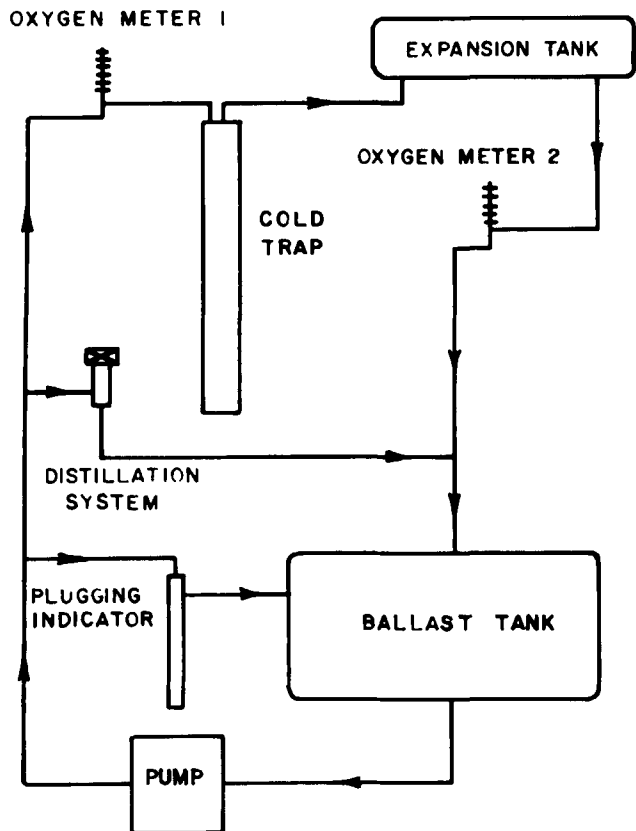 OXYGEN METER 1
EXPANSION TANK
OXYGEN METER 2
COLD
TRAP
DISTILLATION
SYSTEM
PLUGGING
INDICATOR
BALLAST TANK
PUMP